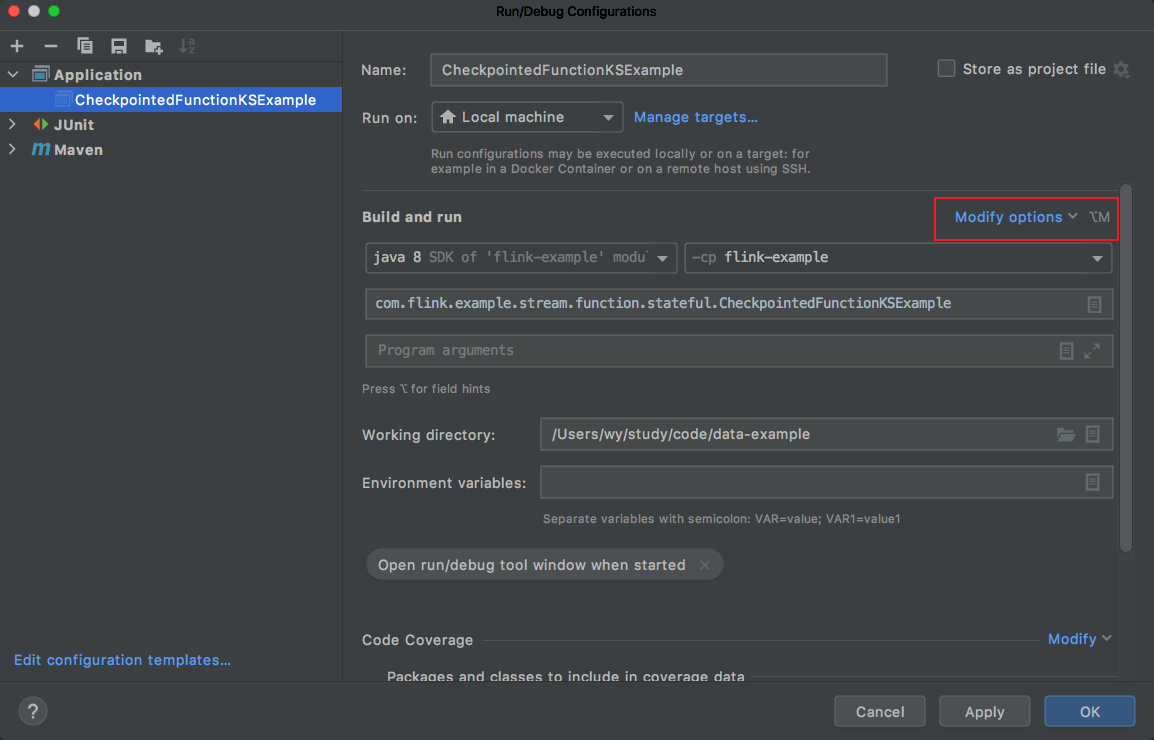 Run/Debug Configurations
Application
CheckpointedFunctionKSExample
JUnit
Maven
Edit configuration templates...
Name: CheckpointedFunctionKSExample Store as project file
Run on: Local machine Manage targets...
Run configurations may be executed locally or on a target: for
example in a Docker Container or on a remote host using SSH.
Build and run Modify options ⌥M
java 8 SDK of 'flink-example' modu -cp flink-example
com.flink.example.stream.function.stateful.CheckpointedFunctionKSExample
Program arguments
Press ⌥ for field hints
Working directory: /Users/wy/study/code/data-example
Environment variables:
Separate variables with semicolon: VAR=value; VAR1=value1
Open run/debug tool window when started
Code Coverage Modify
Packages and classes to include in coverage data
? Cancel Apply OK